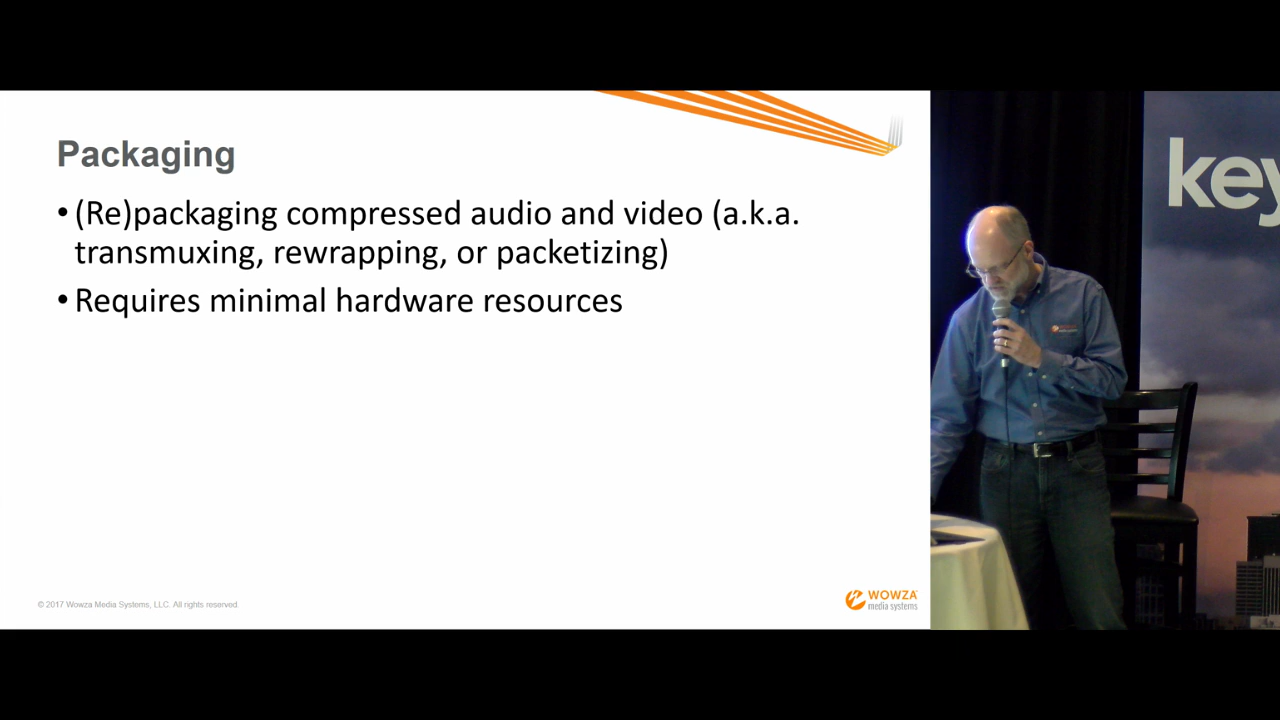 Packaging
• (Re)packaging compressed audio and video (a.k.a.
transmuxing, rewrapping, or packetizing)
• Requires minimal hardware resources
© 2017 Wowza Media Systems, LLC. All rights reserved.
WOWZA
media systems
key